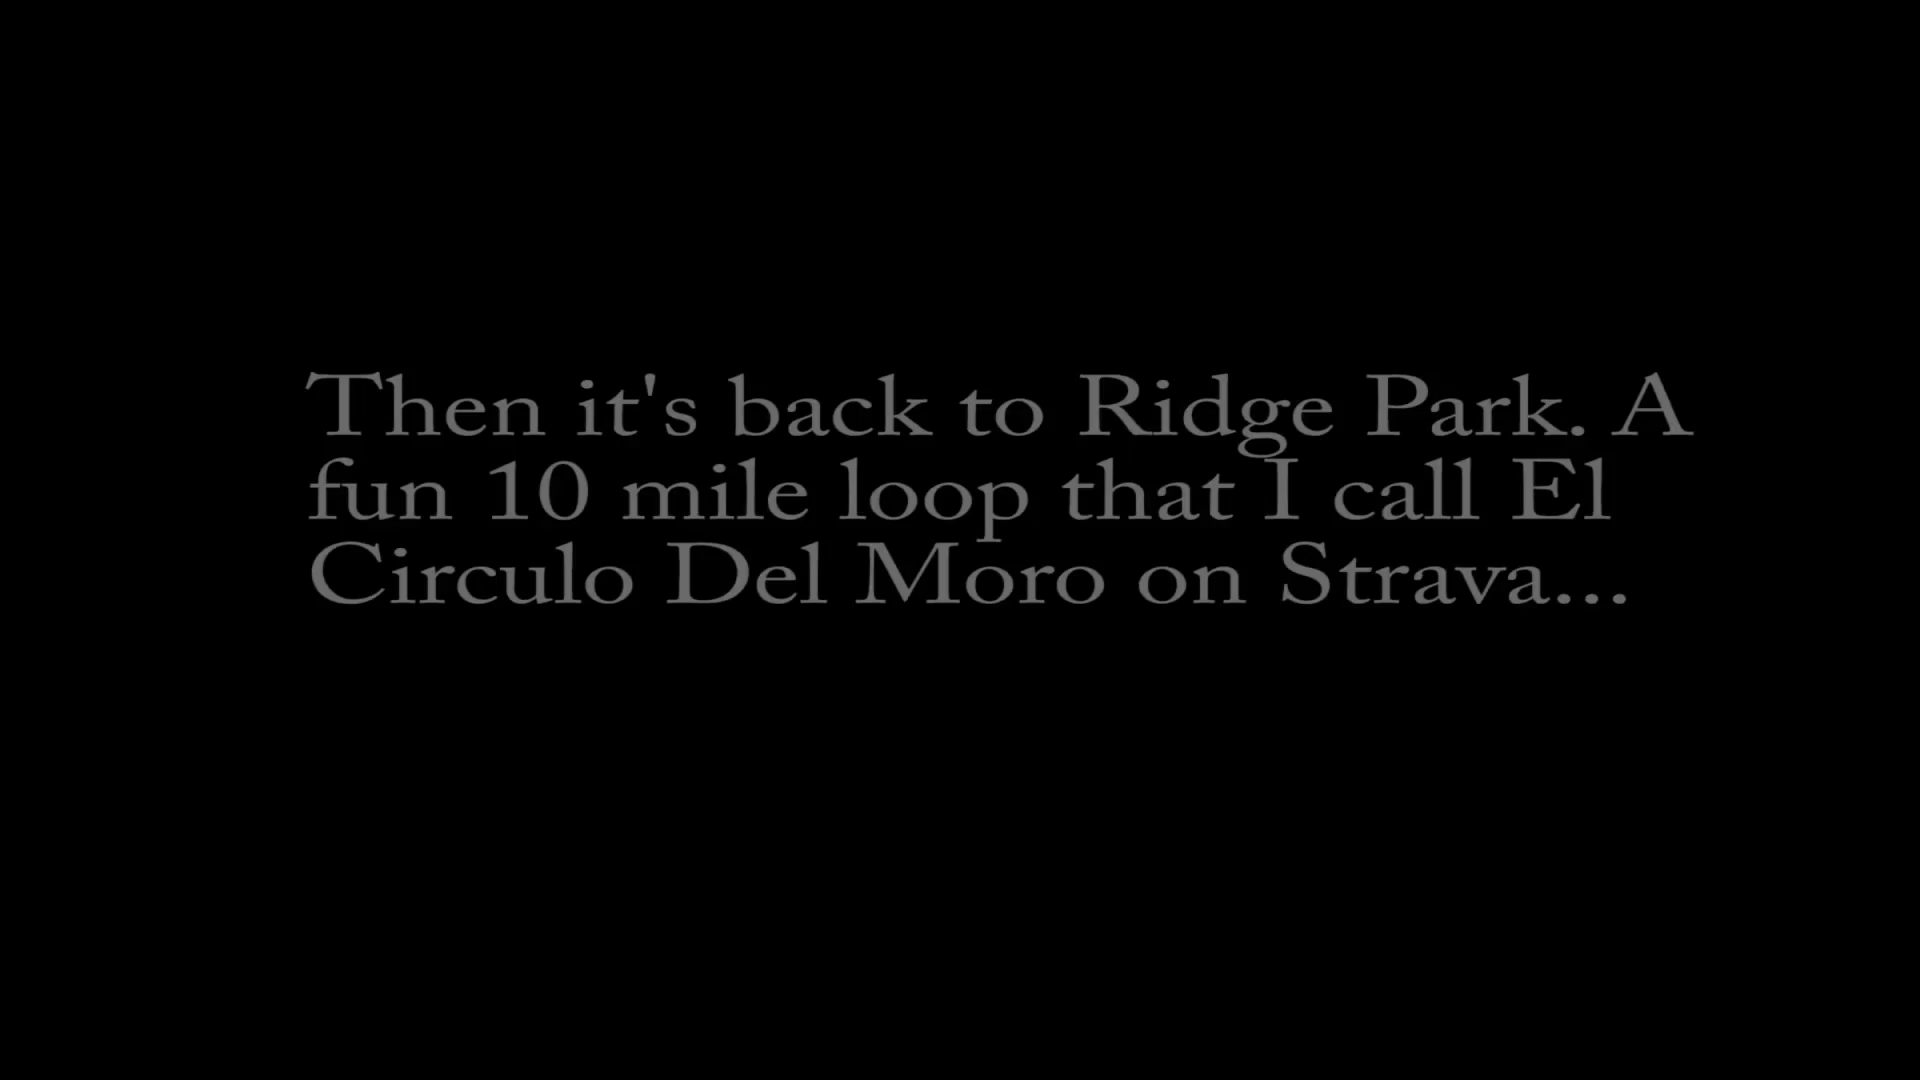 Then it's back to Ridge Park. A
fun 10 mile loop that I call El
Circulo Del Moro on Strava...